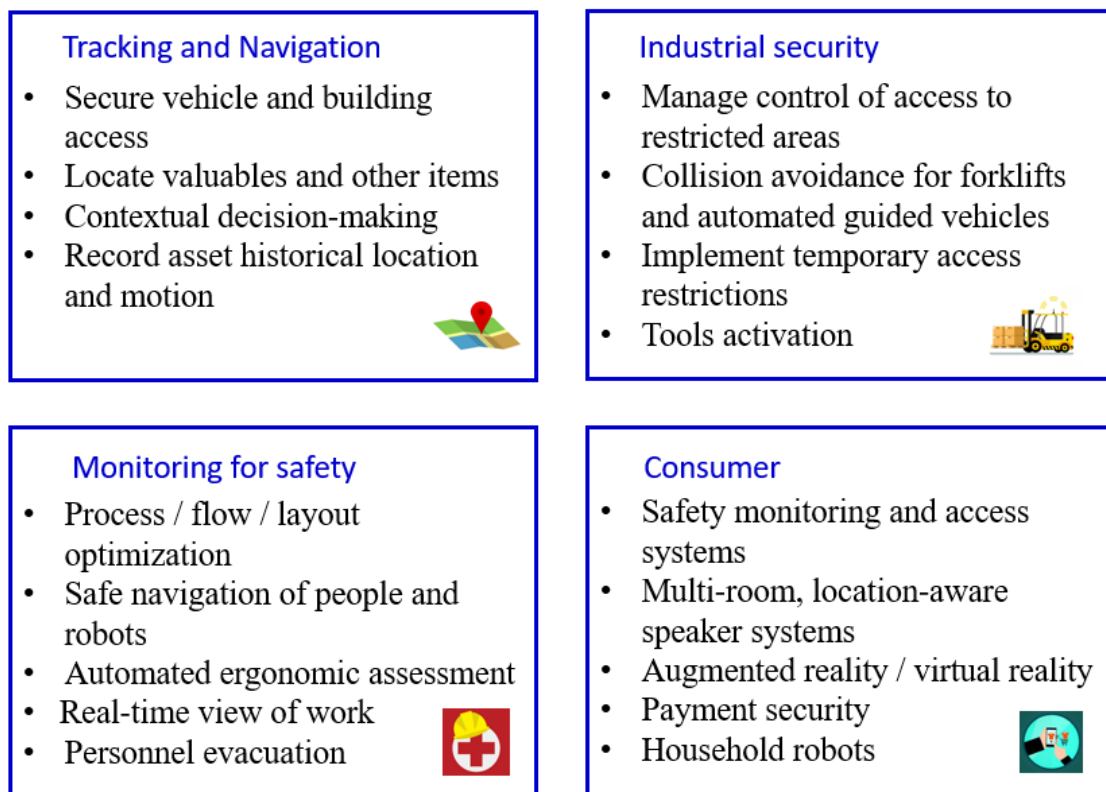 Tracking and Navigation
• Secure vehicle and building
access
• Locate valuables and other items
• Contextual decision-making
• Record asset historical location
and motion
Industrial security
• Manage control of access to
restricted areas
• Collision avoidance for forklifts
and automated guided vehicles
• Implement temporary access
restrictions
• Tools activation
Monitoring for safety
• Process / flow / layout
optimization
• Safe navigation of people and
robots
• Automated ergonomic assessment
• Real-time view of work
• Personnel evacuation
Consumer
• Safety monitoring and access
systems
• Multi-room, location-aware
speaker systems
• Augmented reality / virtual reality
• Payment security
• Household robots